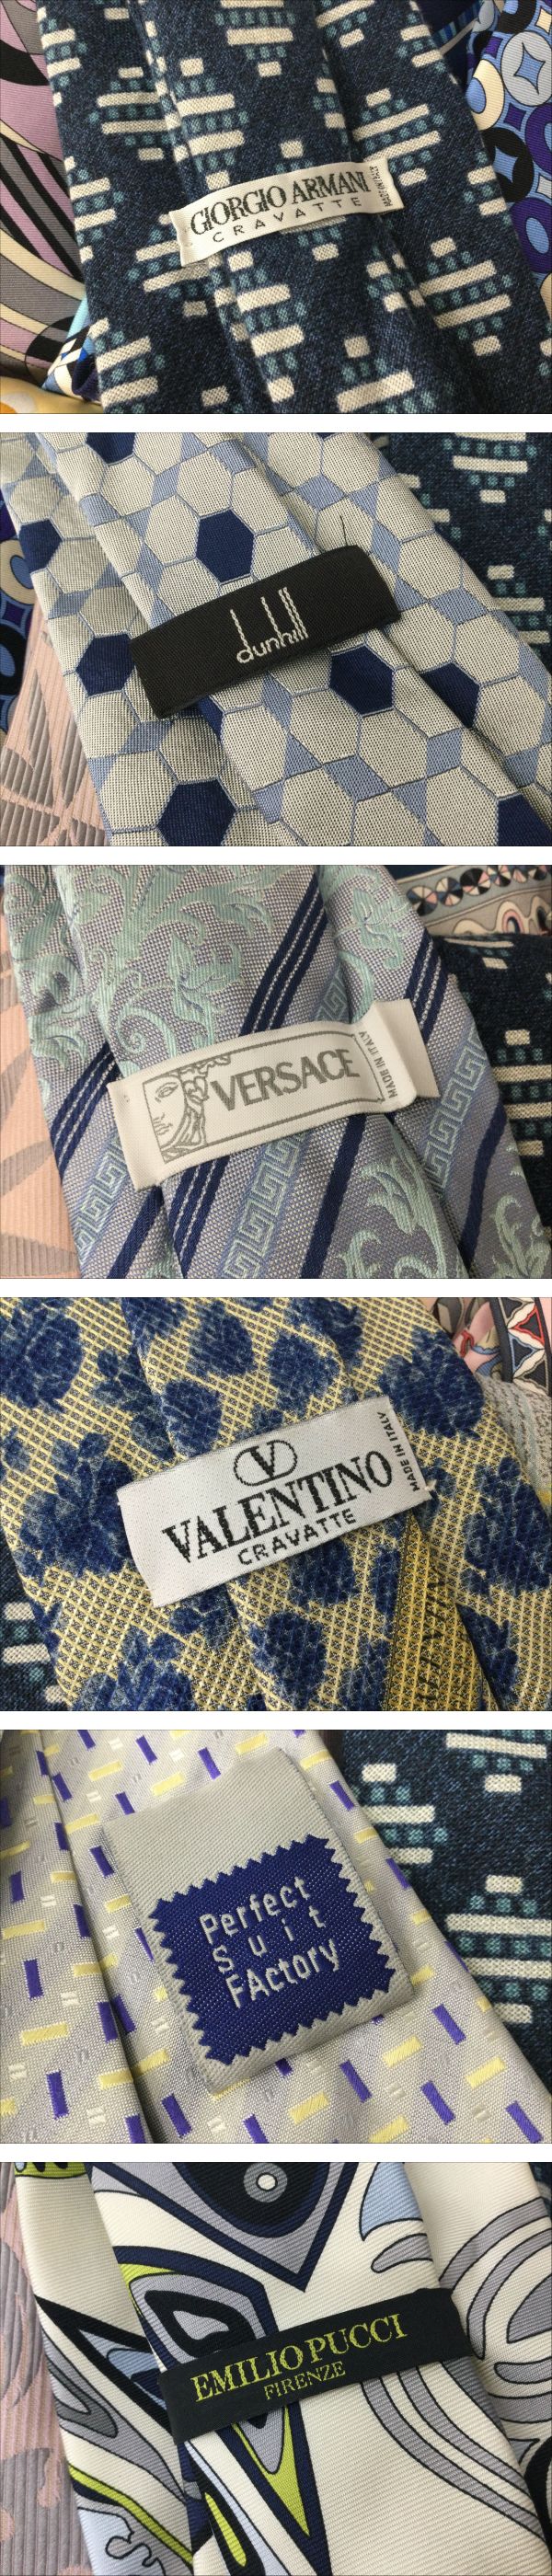 GIORGIO ARMANI
CRAVATTE
MADE IN ITALY
dunhill
VERSACE
MADE IN ITALY
V
VALENTINO
CRAVATTE
MADE IN ITALY
Perfect
Suit
FActory
EMILIO PUCCI
FIRENZE